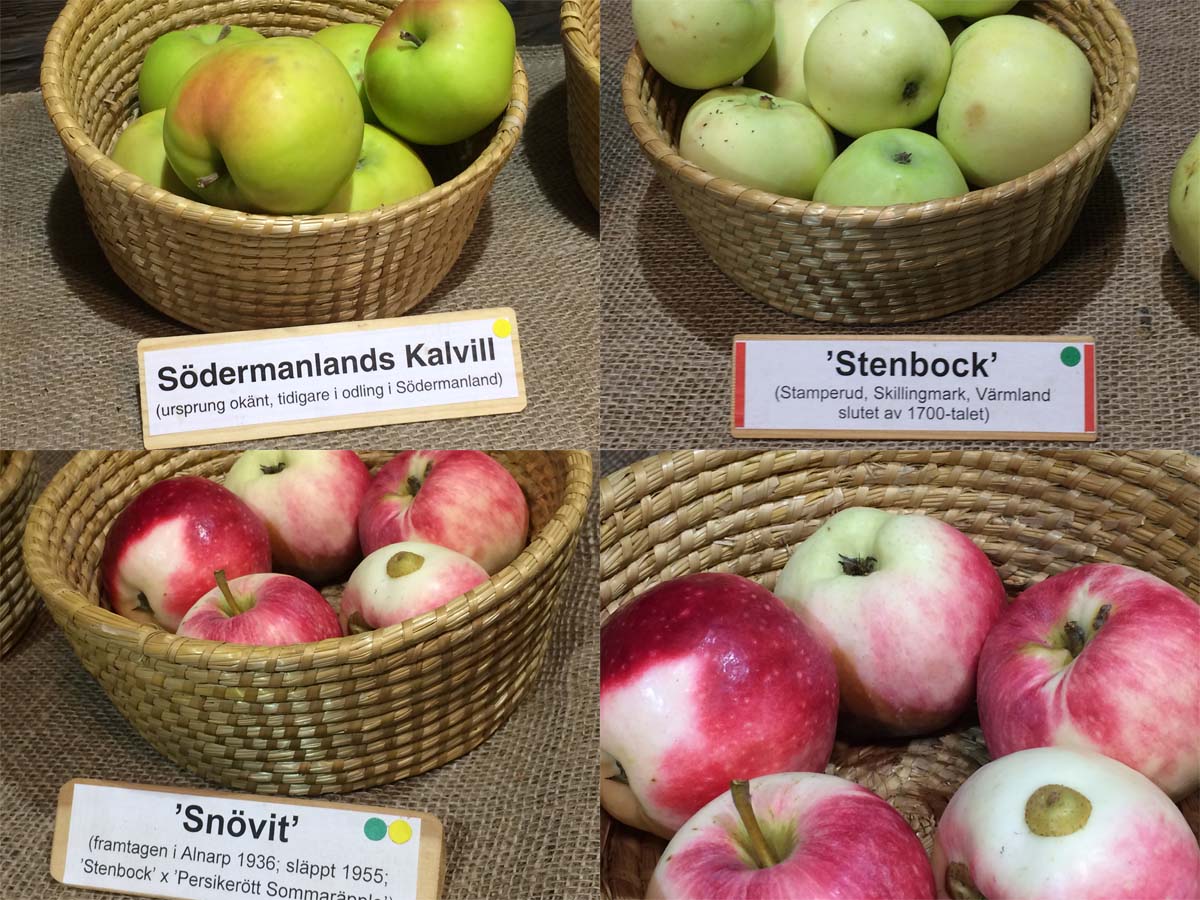 Södermanlands Kalvill
(ursprung okänt, tidigare i odling i Södermanland)
’Stenbock’
(Stamperud, Skillingmark, Värmland
slutet av 1700-talet)
’Snövit’
(framtagen i Alnarp 1936; släppt 1955;
’Stenbock’ x ’Persikerött Sommaräpple’)